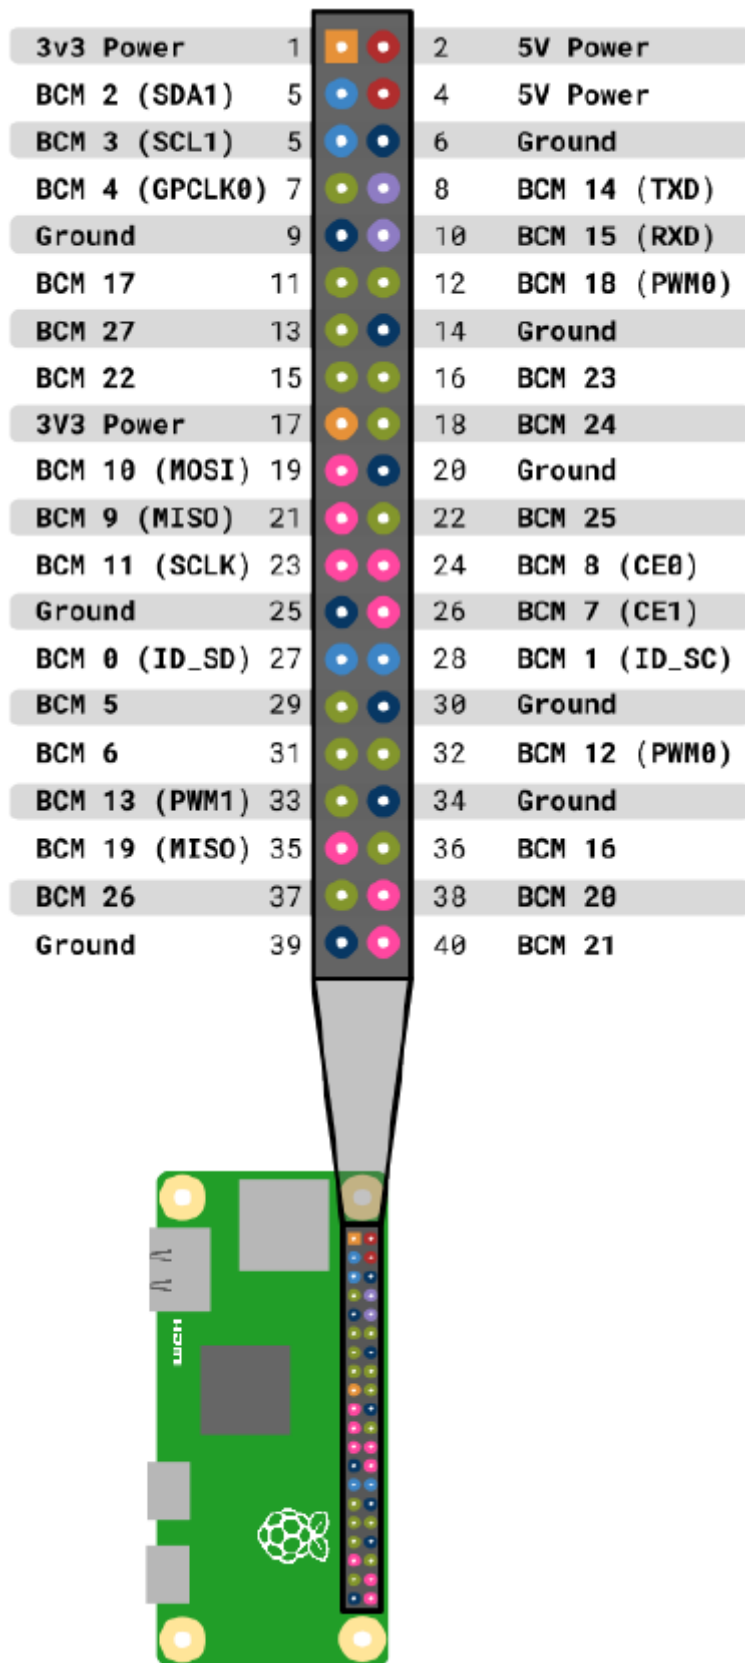 3v3 Power 1 2 5V Power
BCM 2 (SDA1) 5 4 5V Power
BCM 3 (SCL1) 5 6 Ground
BCM 4 (GPCLK0) 7 8 BCM 14 (TXD)
Ground 9 10 BCM 15 (RXD)
BCM 17 11 12 BCM 18 (PWM0)
BCM 27 13 14 Ground
BCM 22 15 16 BCM 23
3V3 Power 17 18 BCM 24
BCM 10 (MOSI) 19 20 Ground
BCM 9 (MISO) 21 22 BCM 25
BCM 11 (SCLK) 23 24 BCM 8 (CE0)
Ground 25 26 BCM 7 (CE1)
BCM 0 (ID_SD) 27 28 BCM 1 (ID_SC)
BCM 5 29 30 Ground
BCM 6 31 32 BCM 12 (PWM0)
BCM 13 (PWM1) 33 34 Ground
BCM 19 (MISO) 35 36 BCM 16
BCM 26 37 38 BCM 20
Ground 39 40 BCM 21